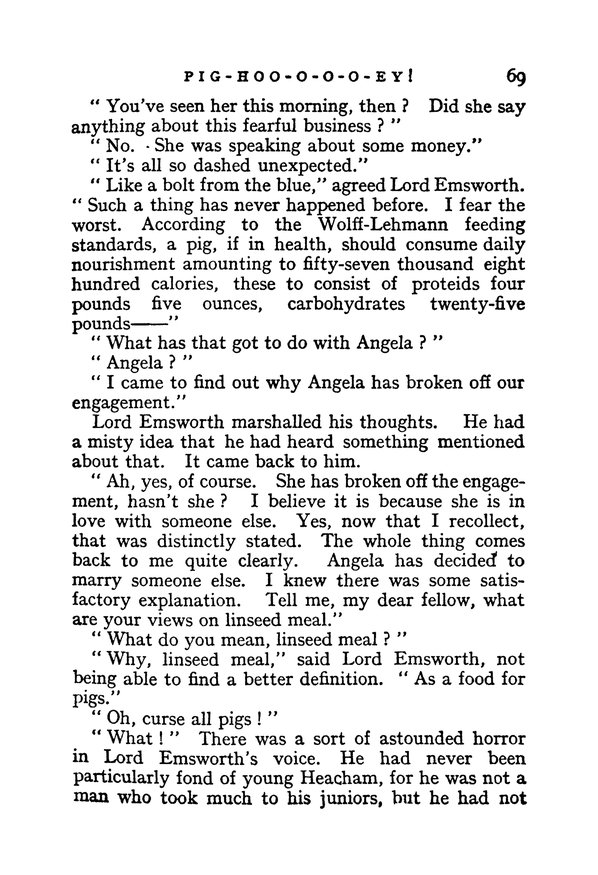 PIG-HOO-O-O-O-EY! 69
“ You've seen her this morning, then ? Did she say
anything about this fearful business ? ”
“ No. She was speaking about some money.”
“ It's all so dashed unexpected.”
“ Like a bolt from the blue,” agreed Lord Emsworth.
“ Such a thing has never happened before. I fear the
worst. According to the Wolff-Lehmann feeding
standards, a pig, if in health, should consume daily
nourishment amounting to fifty-seven thousand eight
hundred calories, these to consist of proteids four
pounds five ounces, carbohydrates twenty-five
pounds——”
“ What has that got to do with Angela ? ”
“ Angela ? ”
“ I came to find out why Angela has broken off our
engagement.”
Lord Emsworth marshalled his thoughts. He had
a misty idea that he had heard something mentioned
about that. It came back to him.
“ Ah, yes, of course. She has broken off the engage-
ment, hasn't she ? I believe it is because she is in
love with someone else. Yes, now that I recollect,
that was distinctly stated. The whole thing comes
back to me quite clearly. Angela has decided to
marry someone else. I knew there was some satis-
factory explanation. Tell me, my dear fellow, what
are your views on linseed meal.”
“ What do you mean, linseed meal ? ”
“ Why, linseed meal,” said Lord Emsworth, not
being able to find a better definition. “ As a food for
pigs.”
“ Oh, curse all pigs ! ”
“ What ! ” There was a sort of astounded horror
in Lord Emsworth's voice. He had never been
particularly fond of young Heacham, for he was not a
man who took much to his juniors, but he had not